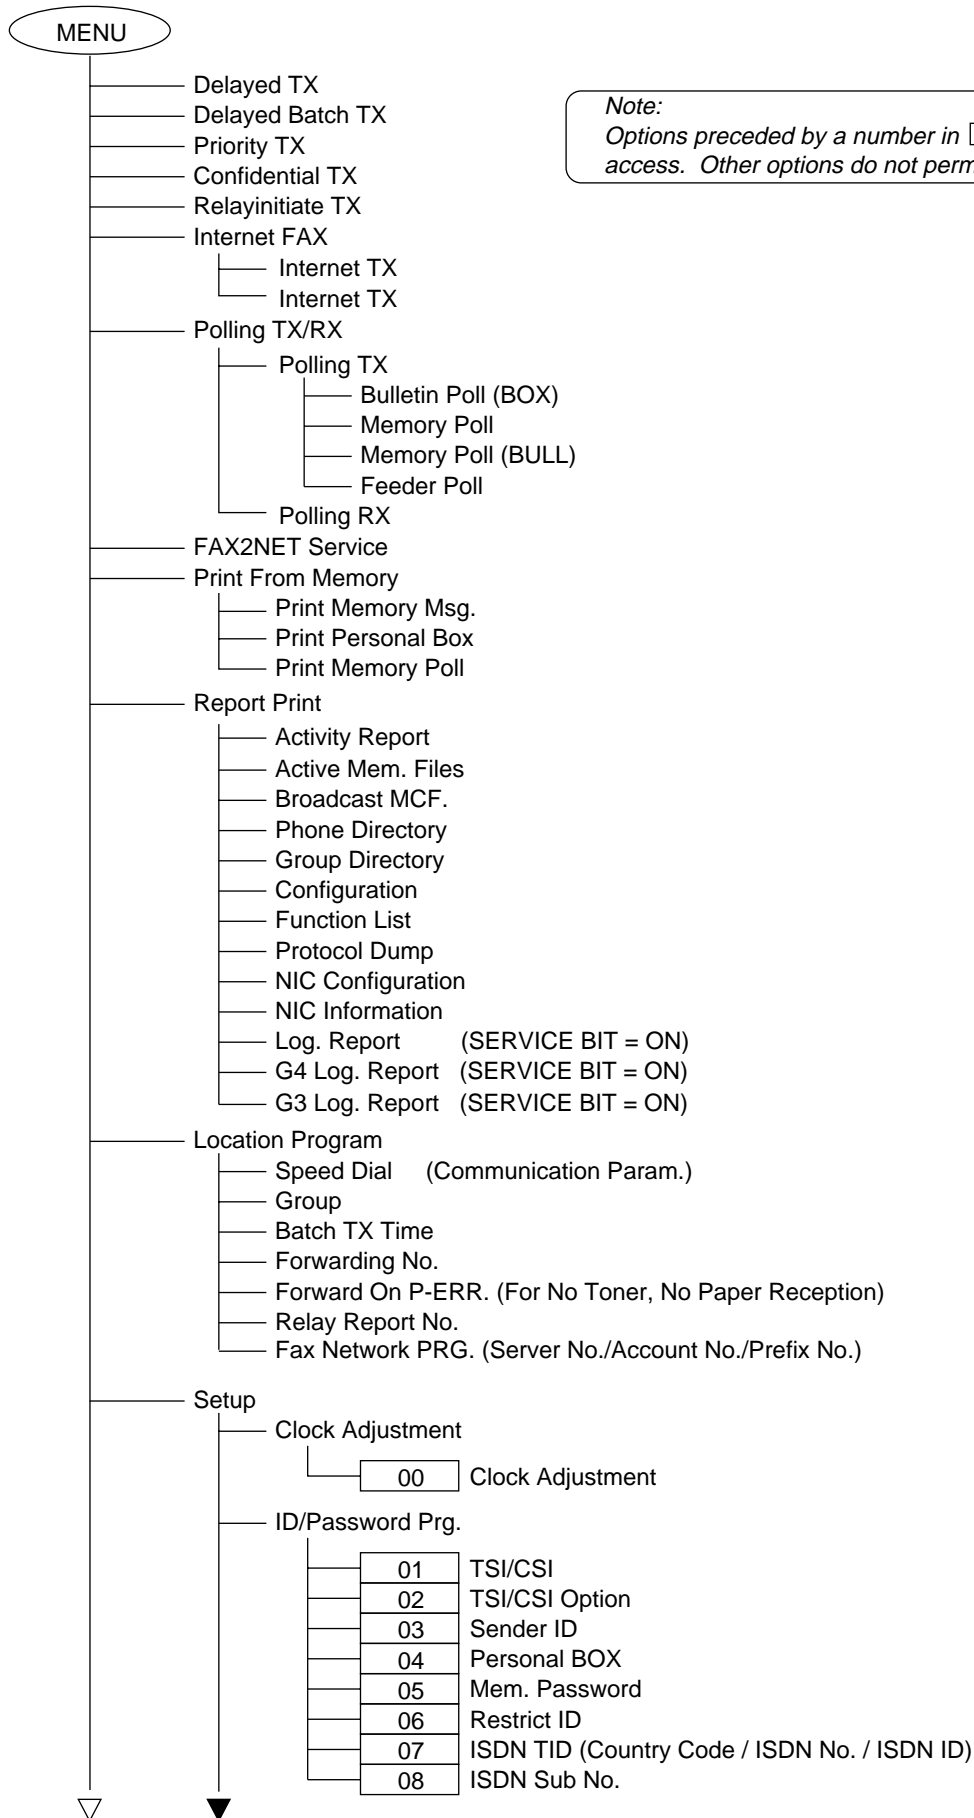 MENU
Delayed TX
Delayed Batch TX
Priority TX
Confidential TX
Relayinitiate TX
Internet FAX
Internet TX
Internet TX
Polling TX/RX
Polling TX
Bulletin Poll (BOX)
Memory Poll
Memory Poll (BULL)
Feeder Poll
Polling RX
FAX2NET Service
Print From Memory
Print Memory Msg.
Print Personal Box
Print Memory Poll
Report Print
Activity Report
Active Mem. Files
Broadcast MCF.
Phone Directory
Group Directory
Configuration
Function List
Protocol Dump
NIC Configuration
NIC Information
Log. Report (SERVICE BIT = ON)
G4 Log. Report (SERVICE BIT = ON)
G3 Log. Report (SERVICE BIT = ON)
Location Program
Speed Dial (Communication Param.)
Group
Batch TX Time
Forwarding No.
Forward On P-ERR. (For No Toner, No Paper Reception)
Relay Report No.
Fax Network PRG. (Server No./Account No./Prefix No.)
Setup
Clock Adjustment
00 Clock Adjustment
ID/Password Prg.
01 TSI/CSI
02 TSI/CSI Option
03 Sender ID
04 Personal BOX
05 Mem. Password
06 Restrict ID
07 ISDN TID (Country Code / ISDN No. / ISDN ID)
08 ISDN Sub No.
Note:
Options preceded by a number in
access. Other options do not perm